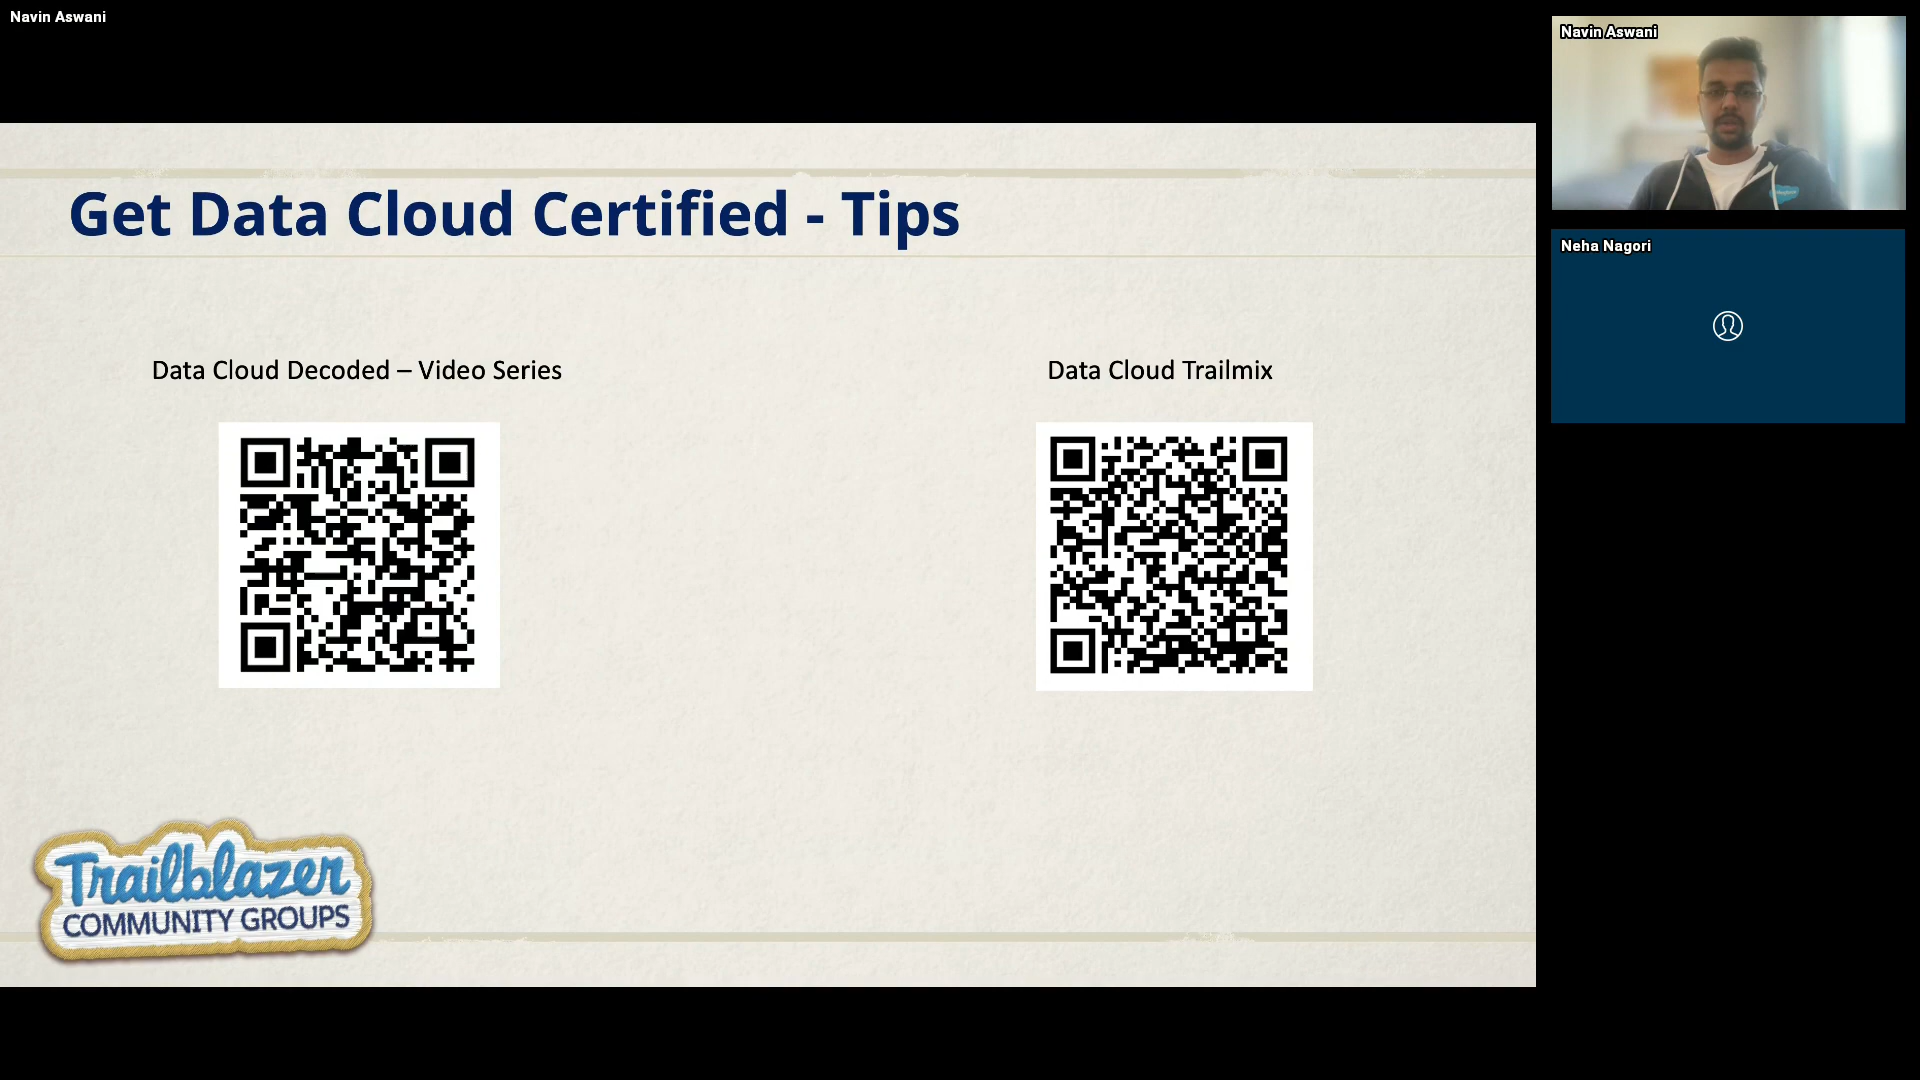 Navin Aswani
Navin Aswani
Neha Nagori
Get Data Cloud Certified - Tips
Data Cloud Decoded – Video Series
Data Cloud Trailmix
Trailblazer
COMMUNITY GROUPS